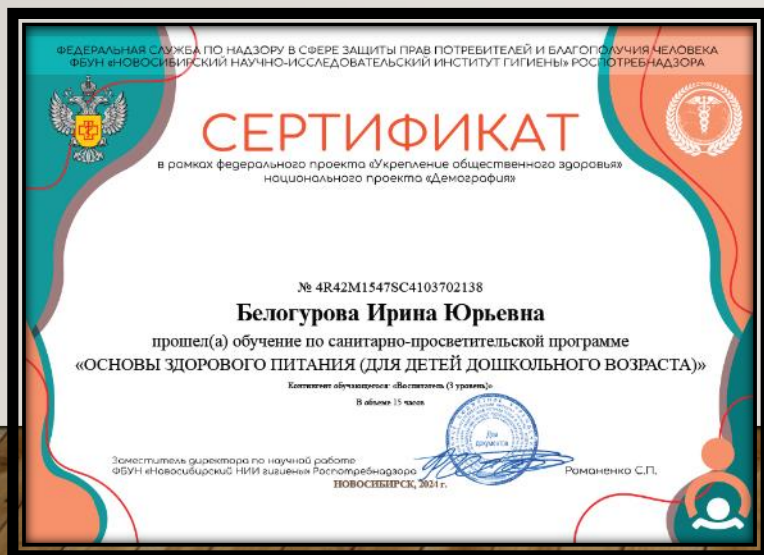 ФЕДЕРАЛЬНАЯ СЛУЖБА ПО НАДЗОРУ В СФЕРЕ ЗАЩИТЫ ПРАВ ПОТРЕБИТЕЛЕЙ И БЛАГОПОЛУЧИЯ ЧЕЛОВЕКА
ФБУН «НОВОСИБИРСКИЙ НАУЧНО-ИССЛЕДОВАТЕЛЬСКИЙ ИНСТИТУТ ГИГИЕНЫ» РОСПОТРЕБНАДЗОРА
СЕРТИФИКАТ
в рамках федерального проекта «Укрепление общественного здоровья»
национального проекта «Демография»
№ 4R42M1547SC4103702138
Белогурова Ирина Юрьевна
прошел(а) обучение по санитарно-просветительской программе
«ОСНОВЫ ЗДОРОВОГО ПИТАНИЯ (ДЛЯ ДЕТЕЙ ДОШКОЛЬНОГО ВОЗРАСТА)»
Контингент обучающегося: «Воспитатель (3 уровень)»
В объеме 15 часов
Для
документов
Заместитель директора по научной работе
ФБУН «Новосибирский НИИ гигиены» Роспотребнадзора
Романенко С.П.
НОВОСИБИРСК, 2024 г.